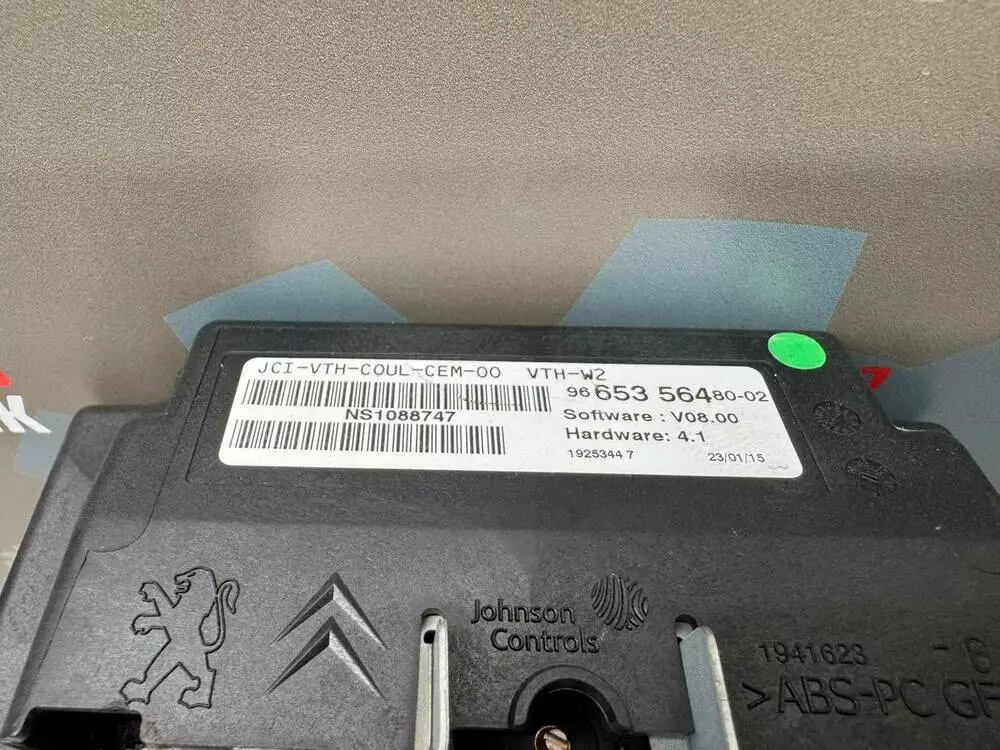 JCI-VTH-COUL-CEM-00 VTH-W2
96 653 564 80-02
NS1088747
Software : V08.00
Hardware: 4.1
1925344 7 23/01/15
Johnson
Controls
1941623
>ABS-PC